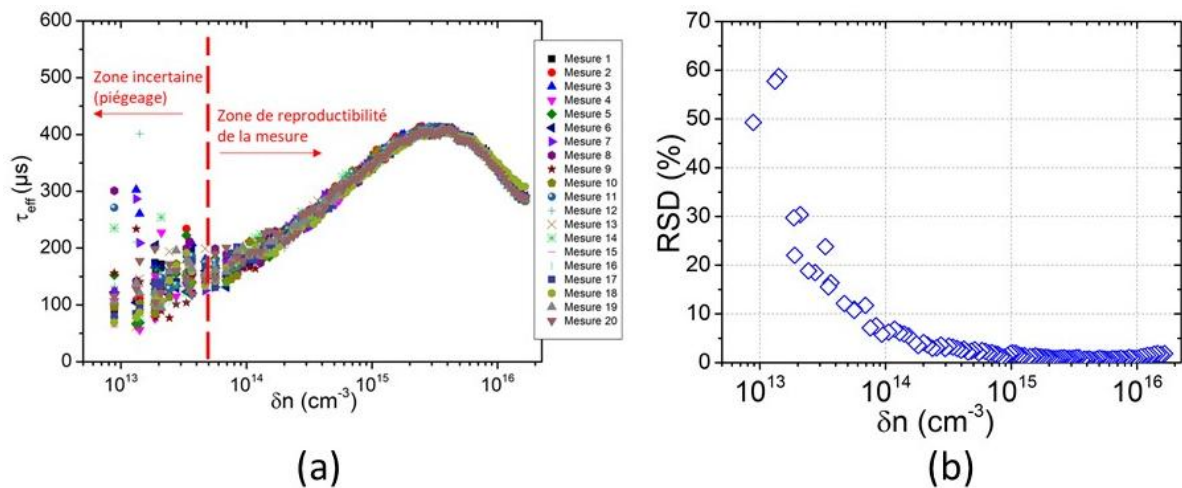 600
500
400
300
200
100
0
τeff (µs)
Zone incertaine
(piégeage)
Zone de reproductibilité
de la mesure
10¹³
10¹⁴
10¹⁵
10¹⁶
δn (cm⁻³)
Mesure 1
Mesure 2
Mesure 3
Mesure 4
Mesure 5
Mesure 6
Mesure 7
Mesure 8
Mesure 9
Mesure 10
Mesure 11
Mesure 12
Mesure 13
Mesure 14
Mesure 15
Mesure 16
Mesure 17
Mesure 18
Mesure 19
Mesure 20
(a)
70
60
50
40
30
20
10
0
RSD (%)
10¹³
10¹⁴
10¹⁵
10¹⁶
δn (cm⁻³)
(b)